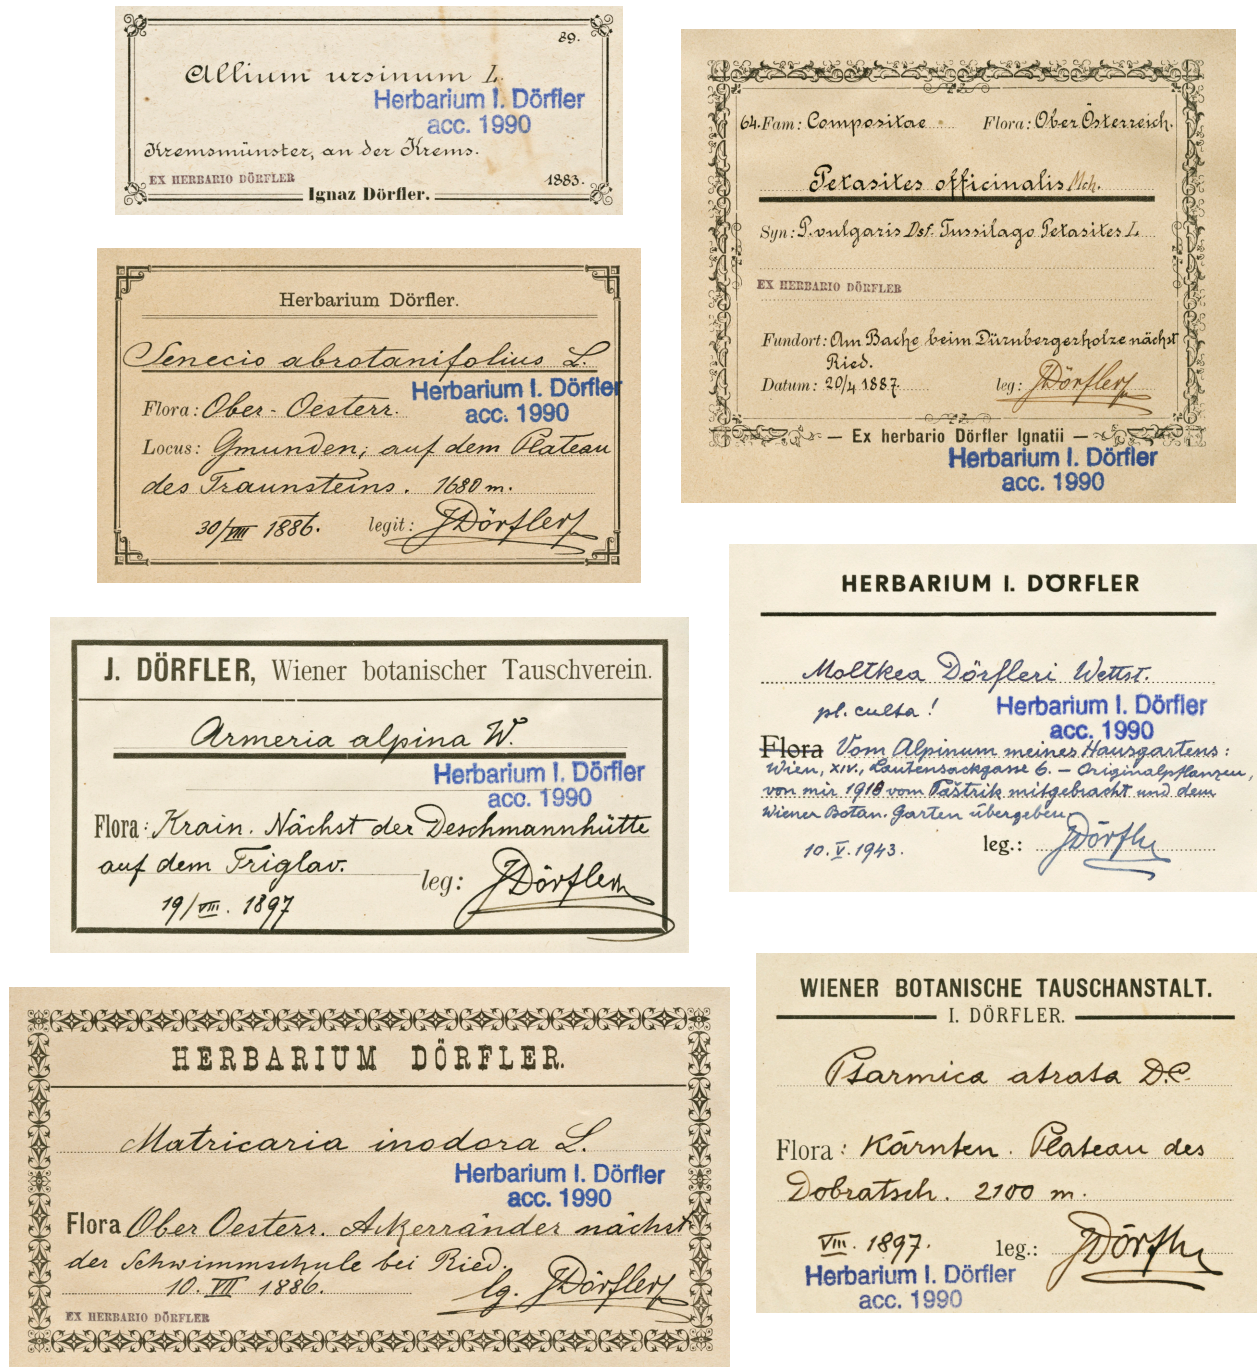 89.
Allium ursinum L.
Herbarium I. Dörfler
acc. 1990
Kremsmünster, an der Krems.
EX HERBARIO DÖRFLER
1883.
Ignaz Dörfler.
64. Fam: Compositae Flora: Ober Österreich.
Petasites officinalis Mch.
Syn: P. vulgaris Dsf. Tussilago Petasites L.
EX HERBARIO DÖRFLER
Fundort: Am Bache beim Dürnbergerholze nächst
Ried.
Datum: 20/4 1887. leg: JDörfler
— Ex herbario Dörfler Ignatii —
Herbarium I. Dörfler
acc. 1990
Herbarium Dörfler.
Senecio abrotanifolius L.
Herbarium I. Dörfler
acc. 1990
Flora: Ober-Oesterr.
Locus: Gmunden; auf dem Plateau
des Traunsteins. 1680 m.
30/VIII 1886. legit: JDörfler
HERBARIUM I. DÖRFLER
Moltkea Dörfleri Wettst.
pl. culta!
Herbarium I. Dörfler
acc. 1990
Flora Vom Alpinum meines Hausgartens:
Wien, XIV., Lautensackgasse 6. — Originalpflanzen,
von mir 1918 vom Paštrik mitgebracht und dem
Wiener Botan. Garten übergeben.
10. V. 1943. leg.: JDörfler
J. DÖRFLER, Wiener botanischer Tauschverein.
Armeria alpina W.
Herbarium I. Dörfler
acc. 1990
Flora: Krain. Nächst der Deschmannhütte
auf dem Triglav.
leg: JDörfler
19/VIII. 1897
WIENER BOTANISCHE TAUSCHANSTALT.
I. DÖRFLER.
Ptarmica atrata D.C.
Flora: Kärnten. Plateau des
Dobratsch. 2100 m.
VIII. 1897. leg.: JDörfler
Herbarium I. Dörfler
acc. 1990
HERBARIUM DÖRFLER.
Matricaria inodora L.
Herbarium I. Dörfler
acc. 1990
Flora Ober Oesterr. Ackerränder nächst
der Schwimmschule bei Ried.
10. VII 1886. lg. JDörfler
EX HERBARIO DÖRFLER